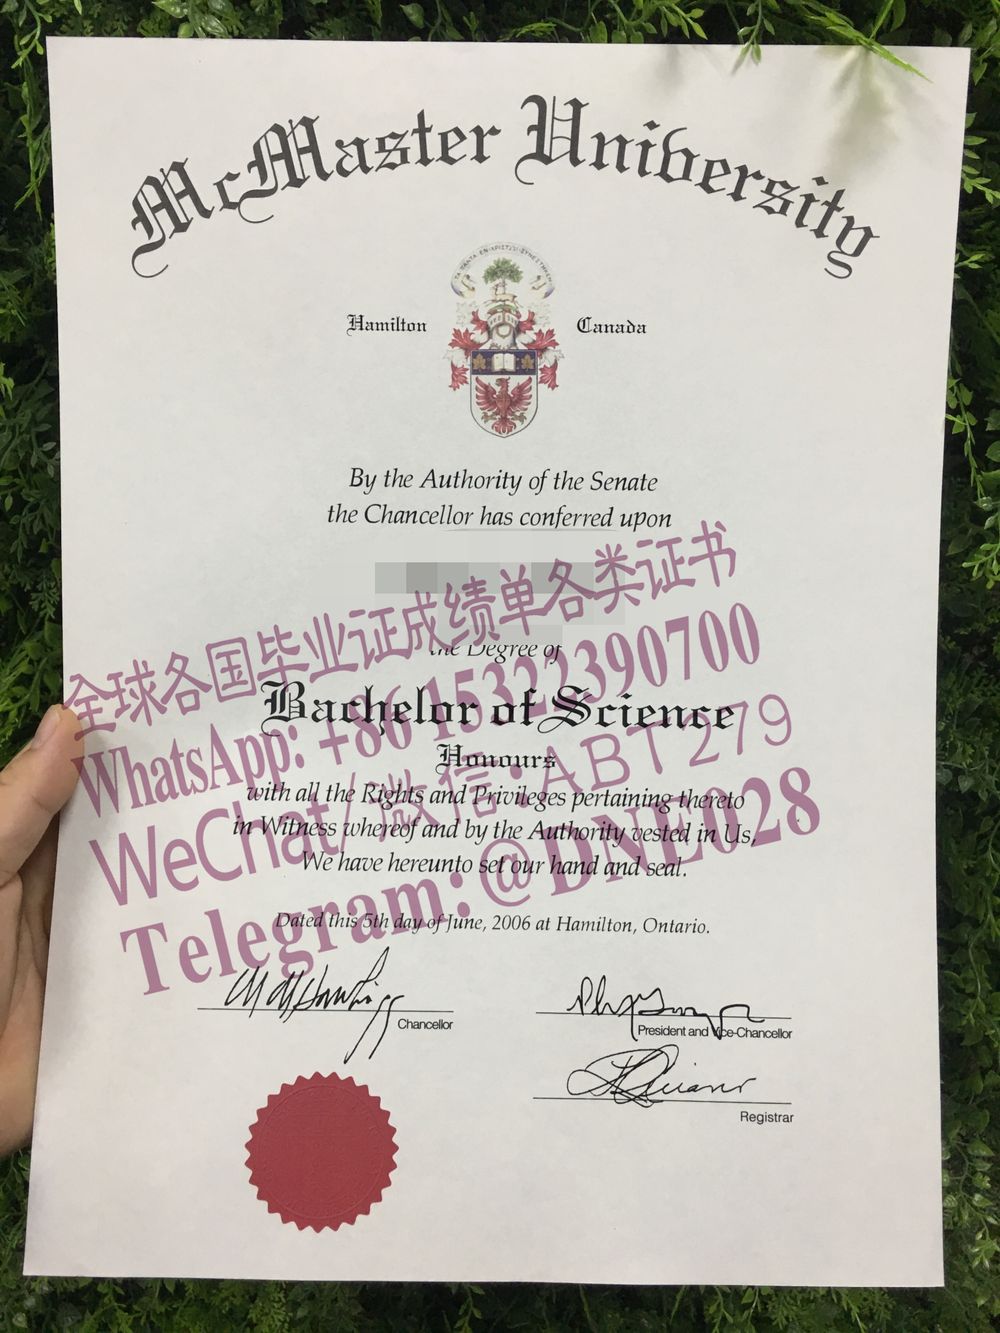 McMaster University
Hamilton Canada
By the Authority of the Senate
the Chancellor has conferred upon
全球各国毕业证成绩单各类证书
the Degree of
WhatsApp: +86 15322390700
Bachelor of Science
WeChat/微信:ABT279
Honours
with all the Rights and Privileges pertaining thereto
in Witness whereof and by the Authority vested in Us,
We have hereunto set our hand and seal.
Telegram:@DNE028
Dated this 5th day of June, 2006 at Hamilton, Ontario.
Chancellor
President and Vice-Chancellor
Registrar